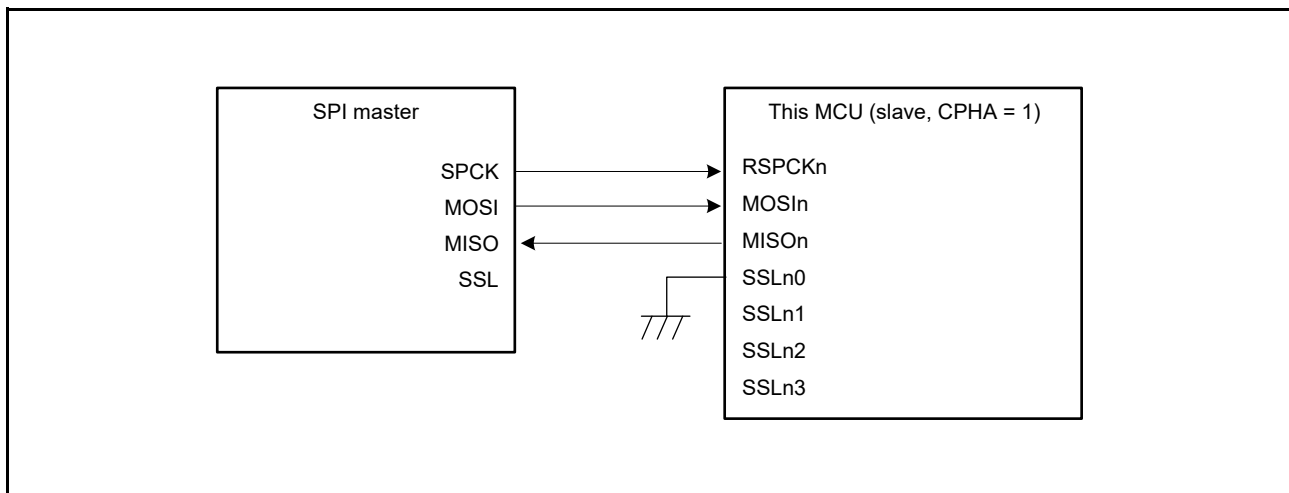 SPI master
SPCK
MOSI
MISO
SSL
This MCU (slave, CPHA = 1)
RSPCKn
MOSIn
MISOn
SSLn0
SSLn1
SSLn2
SSLn3